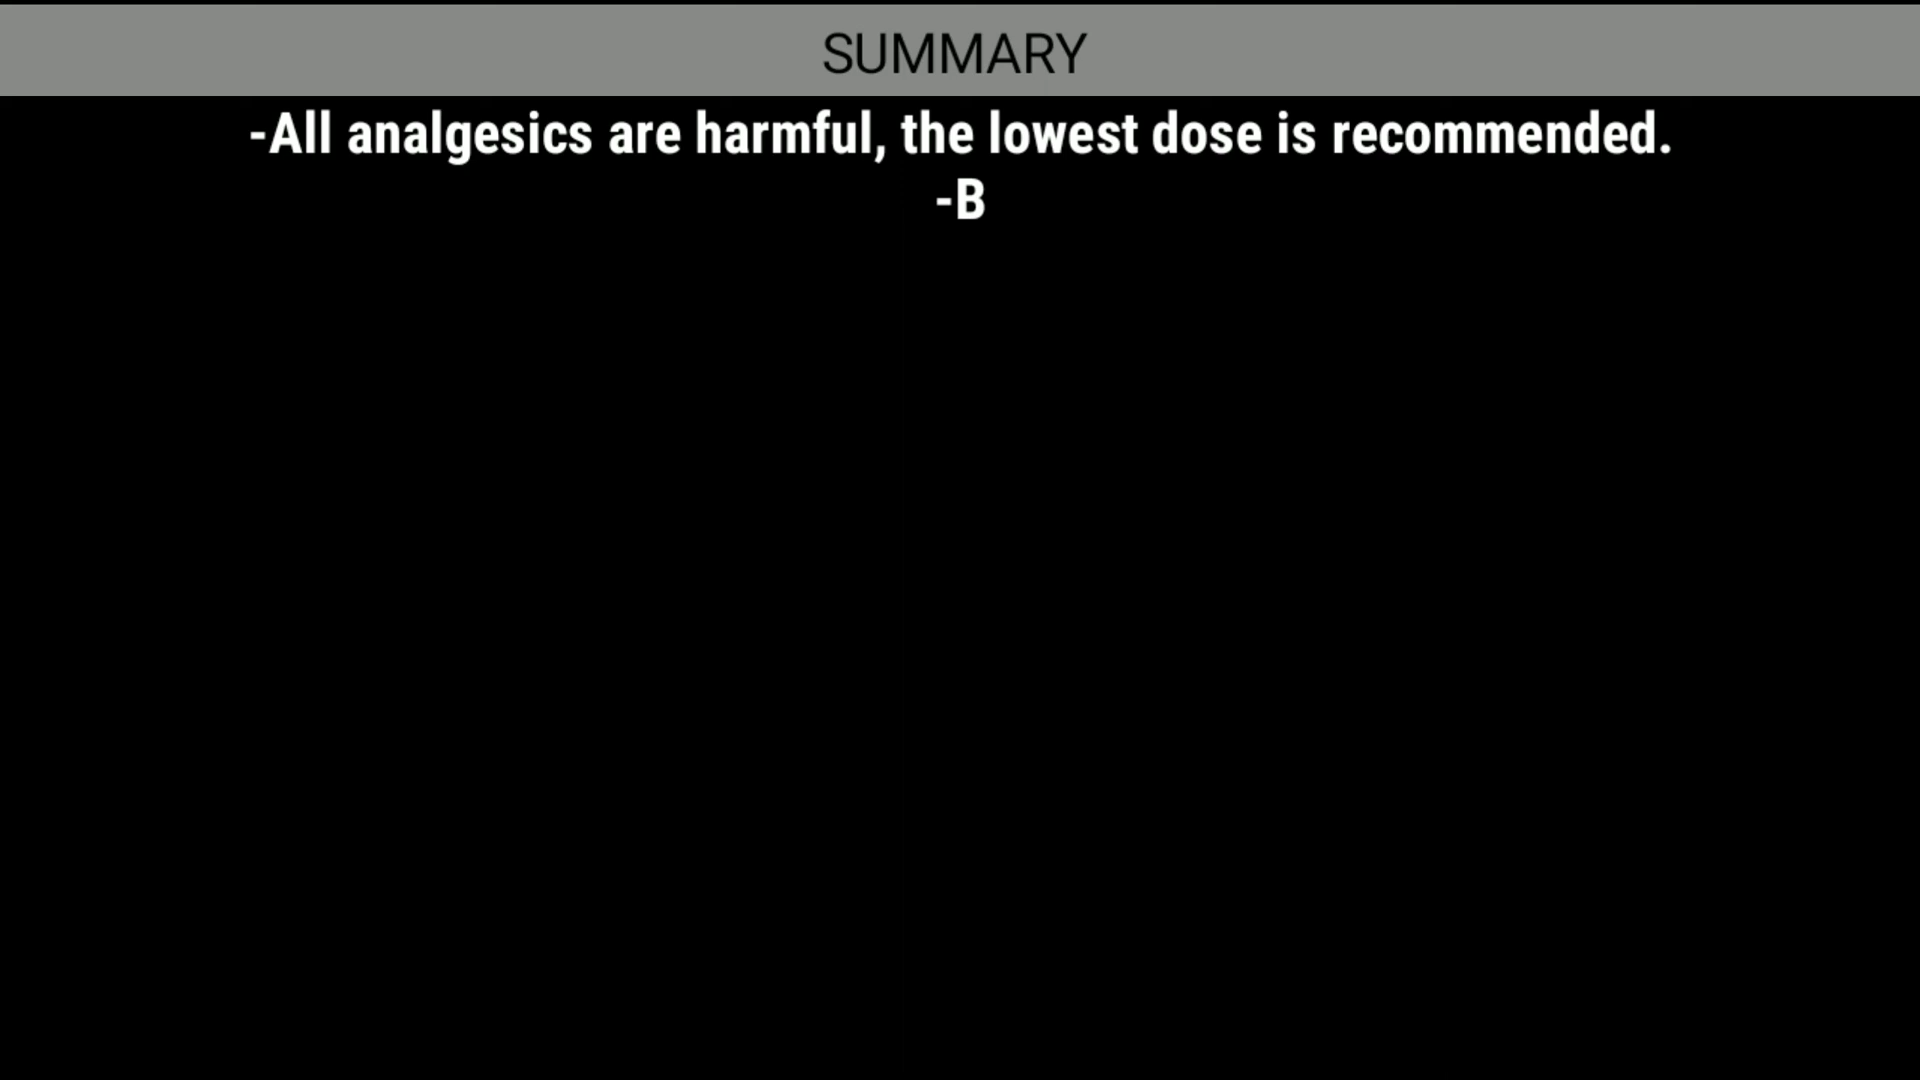 SUMMARY
-All analgesics are harmful, the lowest dose is recommended.
-B